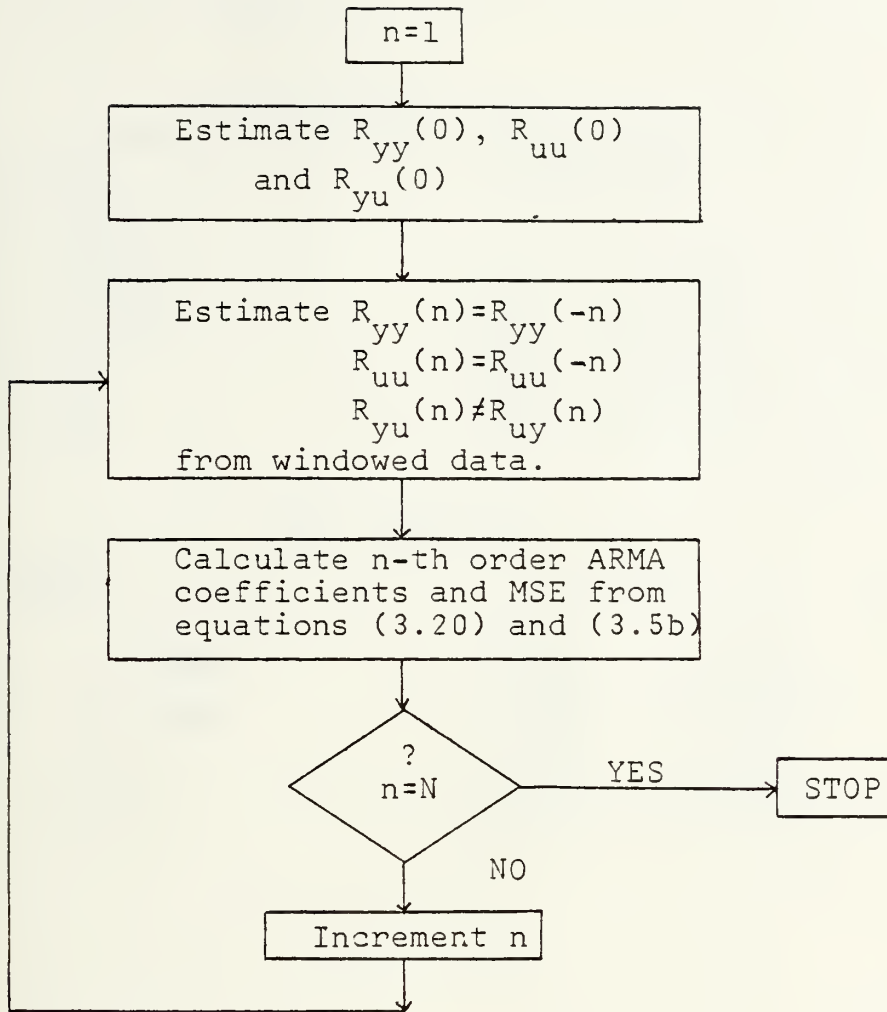 n=1
Estimate R_yy(0), R_uu(0)
and R_yu(0)
Estimate R_yy(n)=R_yy(-n)
R_uu(n)=R_uu(-n)
R_yu(n)≠R_uy(n)
from windowed data.
Calculate n-th order ARMA
coefficients and MSE from
equations (3.20) and (3.5b)
?
n=N
YES
STOP
NO
Increment n